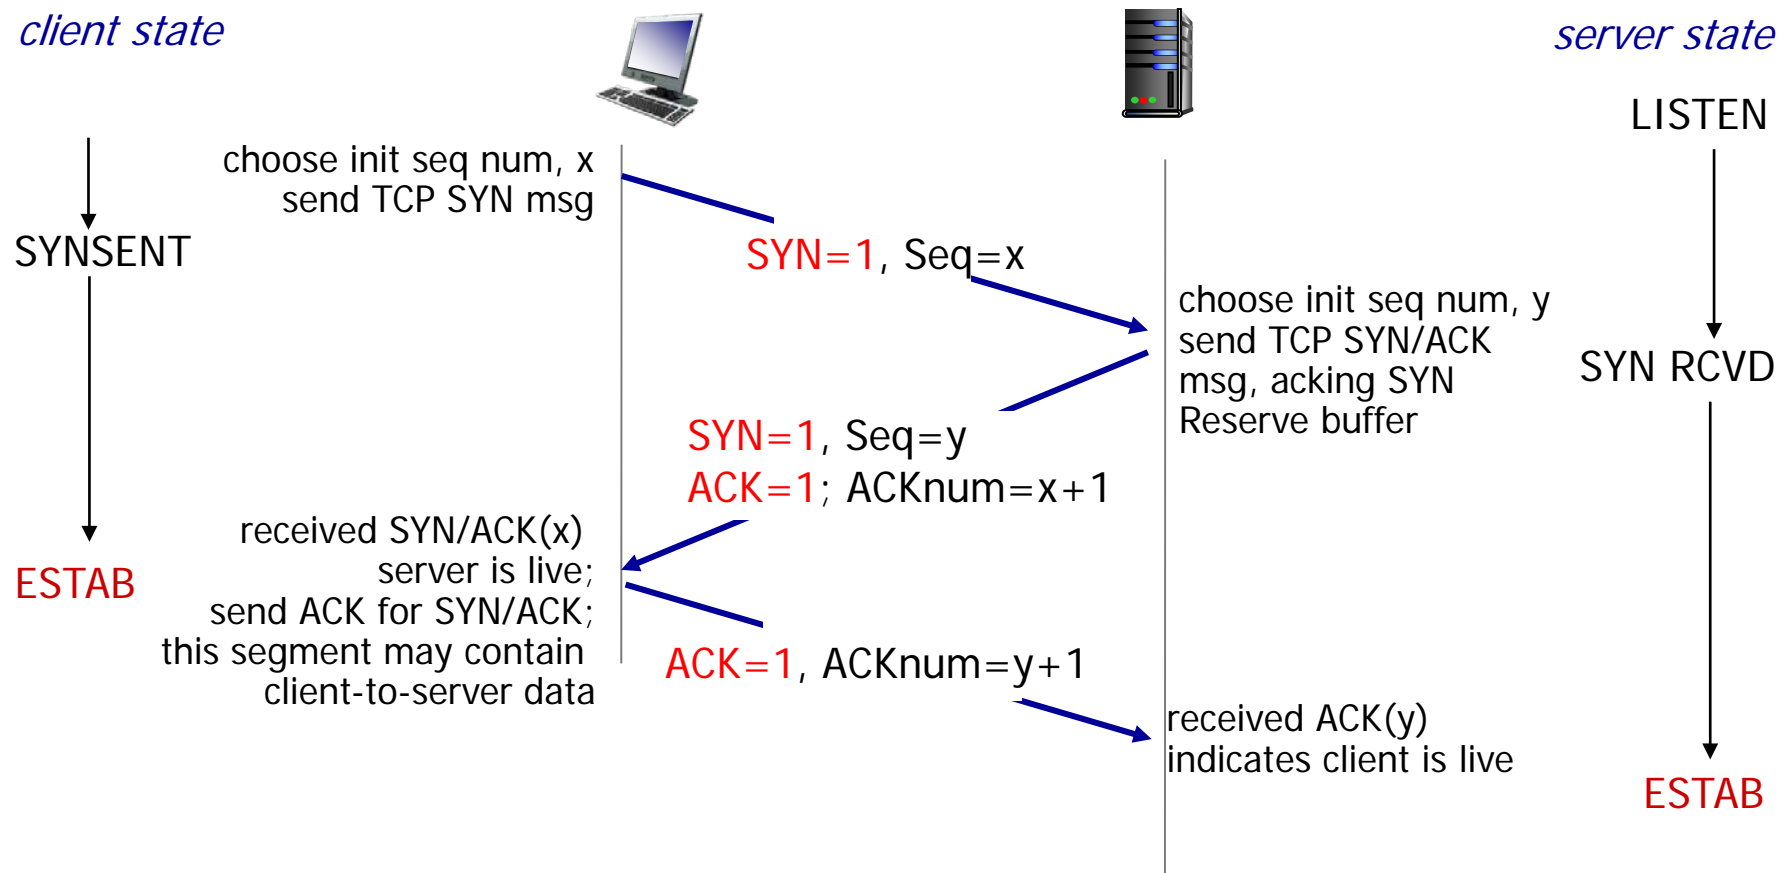 client state
server state
LISTEN
choose init seq num, x
send TCP SYN msg
SYNSENT
SYN=1, Seq=x
choose init seq num, y
send TCP SYN/ACK
msg, acking SYN
Reserve buffer
SYN RCVD
SYN=1, Seq=y
ACK=1; ACKnum=x+1
received SYN/ACK(x)
server is live;
send ACK for SYN/ACK;
this segment may contain
client-to-server data
ESTAB
ACK=1, ACKnum=y+1
received ACK(y)
indicates client is live
ESTAB